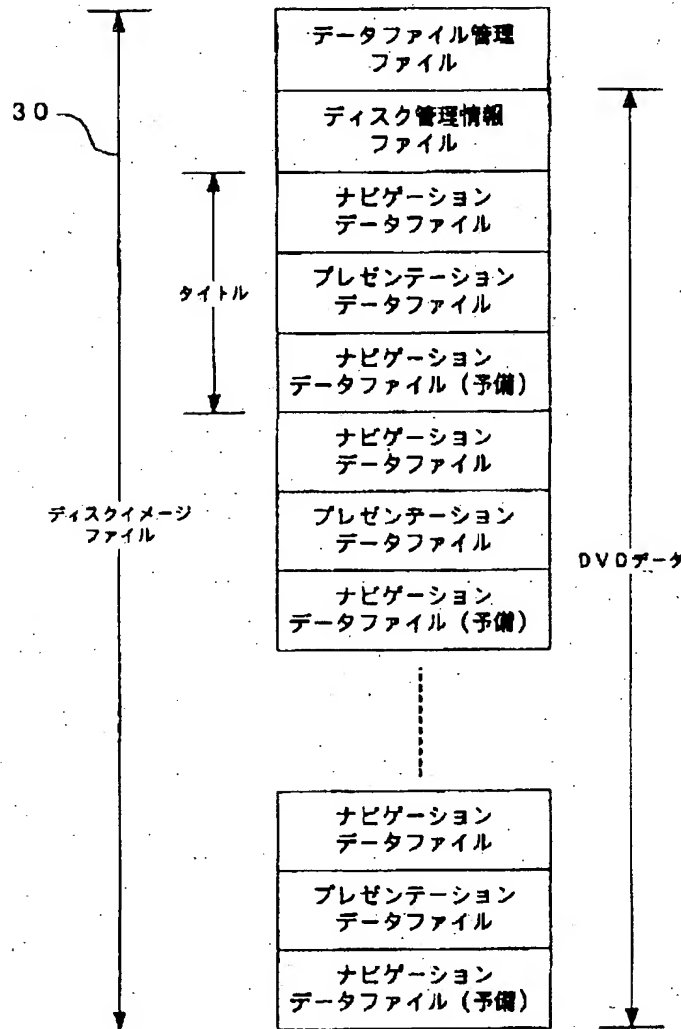 データファイル管理
ファイル
30
ディスク管理情報
ファイル
ナビゲーション
データファイル
プレゼンテーション
データファイル
タイトル
ナビゲーション
データファイル(予備)
ナビゲーション
データファイル
ディスクイメージ
ファイル
プレゼンテーション
データファイル
DVDデータ
ナビゲーション
データファイル(予備)
ナビゲーション
データファイル
プレゼンテーション
データファイル
ナビゲーション
データファイル(予備)